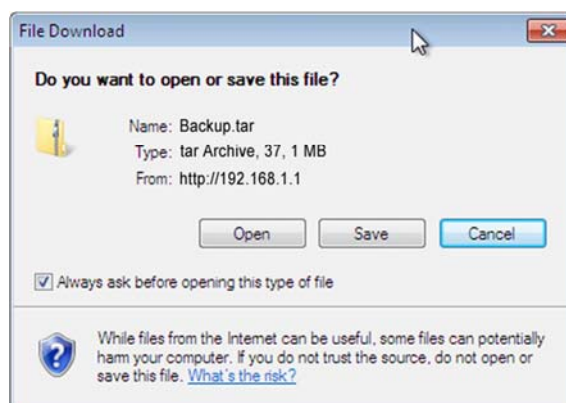 File Download
Do you want to open or save this file?
Name: Backup.tar
Type: tar Archive, 37, 1 MB
From: http://192.168.1.1
Open Save Cancel
Always ask before opening this type of file
While files from the Internet can be useful, some files can potentially
harm your computer. If you do not trust the source, do not open or
save this file. What's the risk?